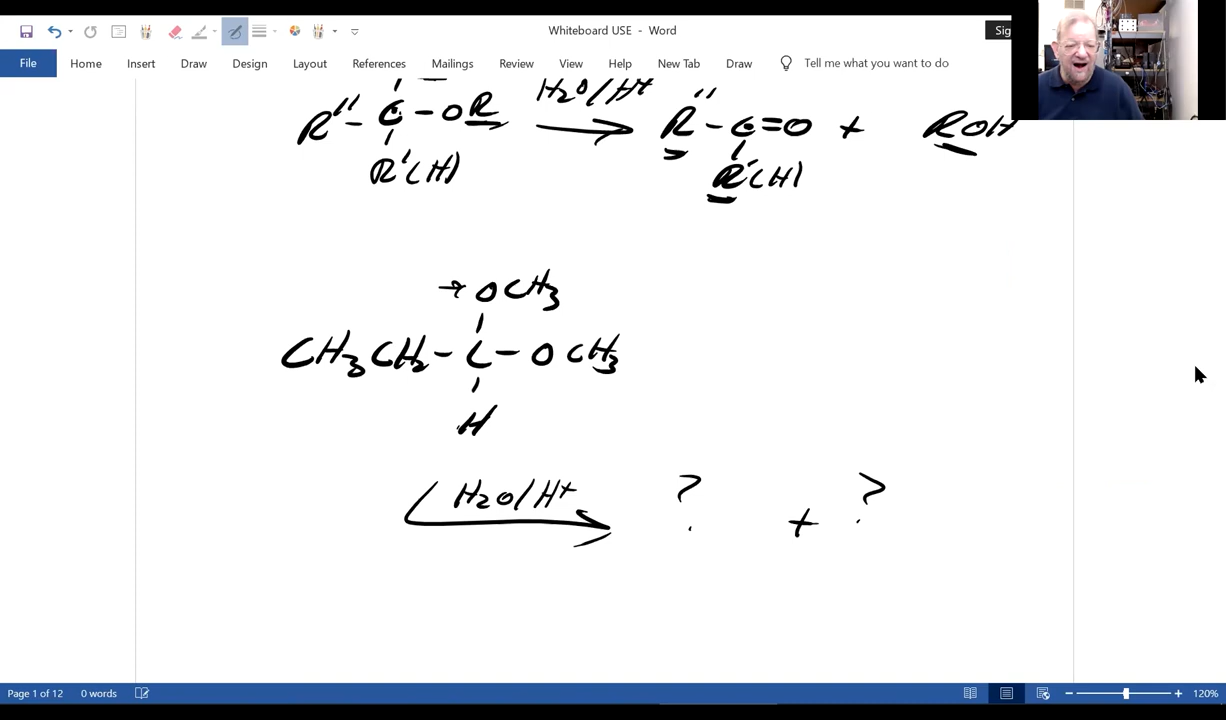 Whiteboard USE - Word
Sig
File Home Insert Draw Design Layout References Mailings Review View Help New Tab Draw Tell me what you want to do
H2O/H+
R'' - C - OR → R'' - C = O + ROH
R'(H) R'(H)
→ OCH3
CH3CH2 - C - OCH3
H
H2O/H+ ? + ?
Page 1 of 12 0 words 120%